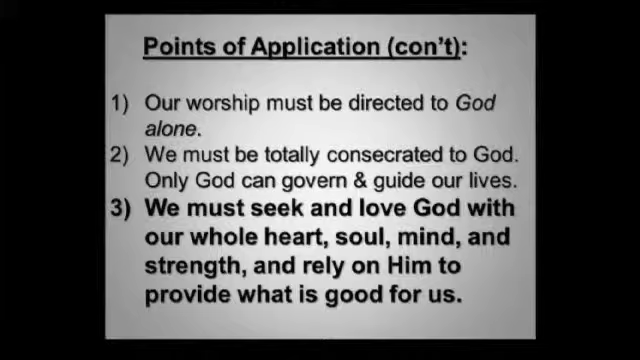 Points of Application (con't):
1) Our worship must be directed to God
alone.
2) We must be totally consecrated to God.
Only God can govern & guide our lives.
3) We must seek and love God with
our whole heart, soul, mind, and
strength, and rely on Him to
provide what is good for us.